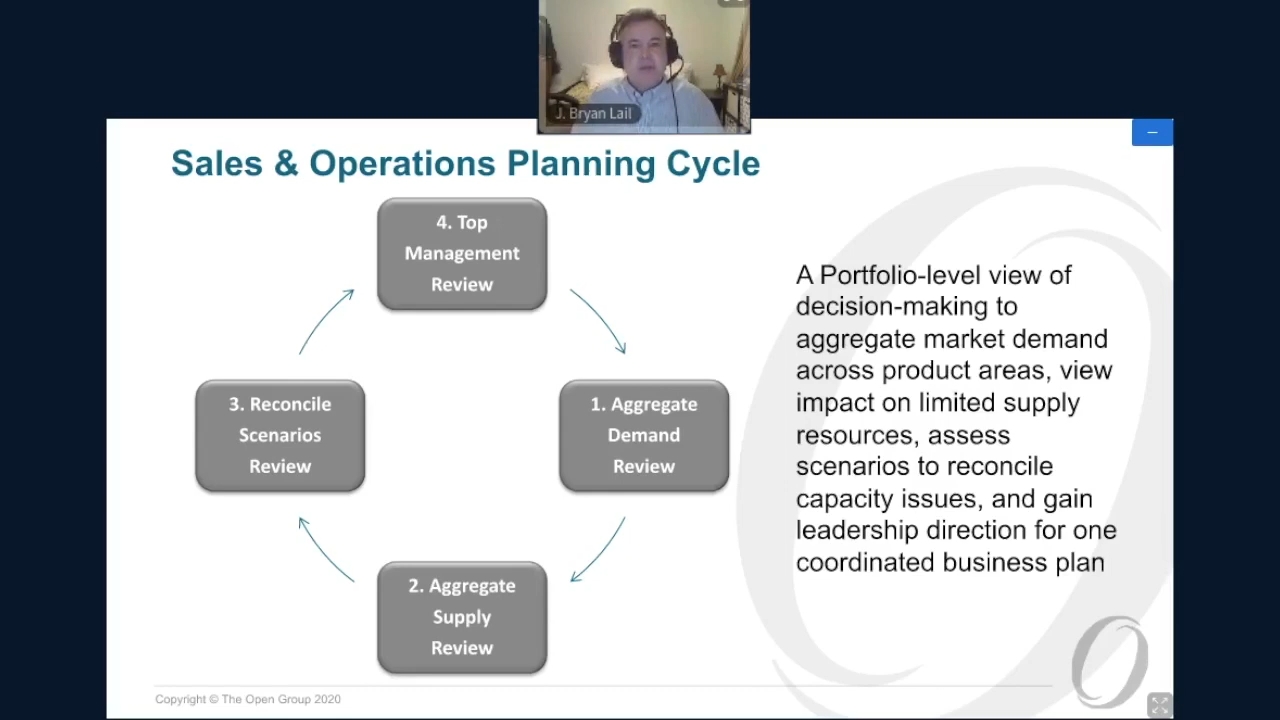 J. Bryan Lail
Sales & Operations Planning Cycle
4. Top
Management
Review
3. Reconcile
Scenarios
Review
1. Aggregate
Demand
Review
2. Aggregate
Supply
Review
A Portfolio-level view of
decision-making to
aggregate market demand
across product areas, view
impact on limited supply
resources, assess
scenarios to reconcile
capacity issues, and gain
leadership direction for one
coordinated business plan
Copyright © The Open Group 2020